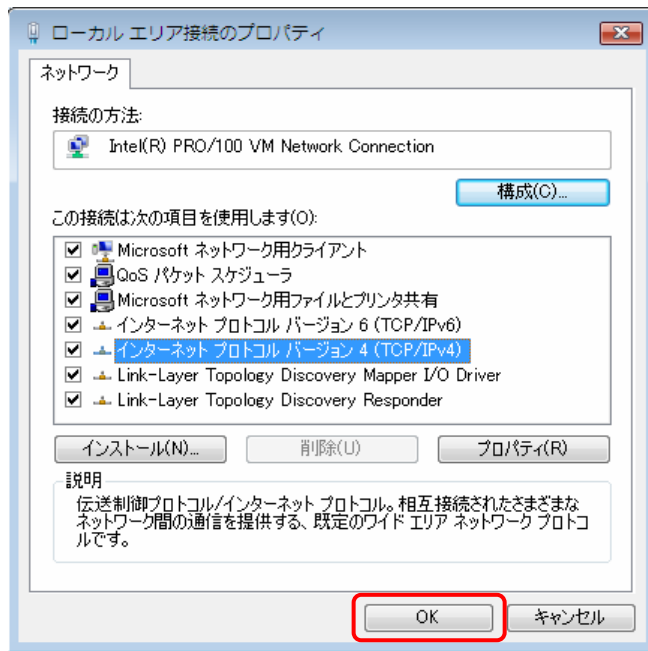 ローカル エリア接続のプロパティ
ネットワーク
接続の方法:
Intel(R) PRO/100 VM Network Connection
構成(C)...
この接続は次の項目を使用します(O):
Microsoft ネットワーク用クライアント
QoS パケット スケジューラ
Microsoft ネットワーク用ファイルとプリンタ共有
インターネット プロトコル バージョン 6 (TCP/IPv6)
インターネット プロトコル バージョン 4 (TCP/IPv4)
Link-Layer Topology Discovery Mapper I/O Driver
Link-Layer Topology Discovery Responder
インストール(N)... 削除(U) プロパティ(R)
説明
伝送制御プロトコル/インターネット プロトコル。相互接続されたさまざまな
ネットワーク間の通信を提供する、既定のワイド エリア ネットワーク プロトコ
ルです。
OK キャンセル